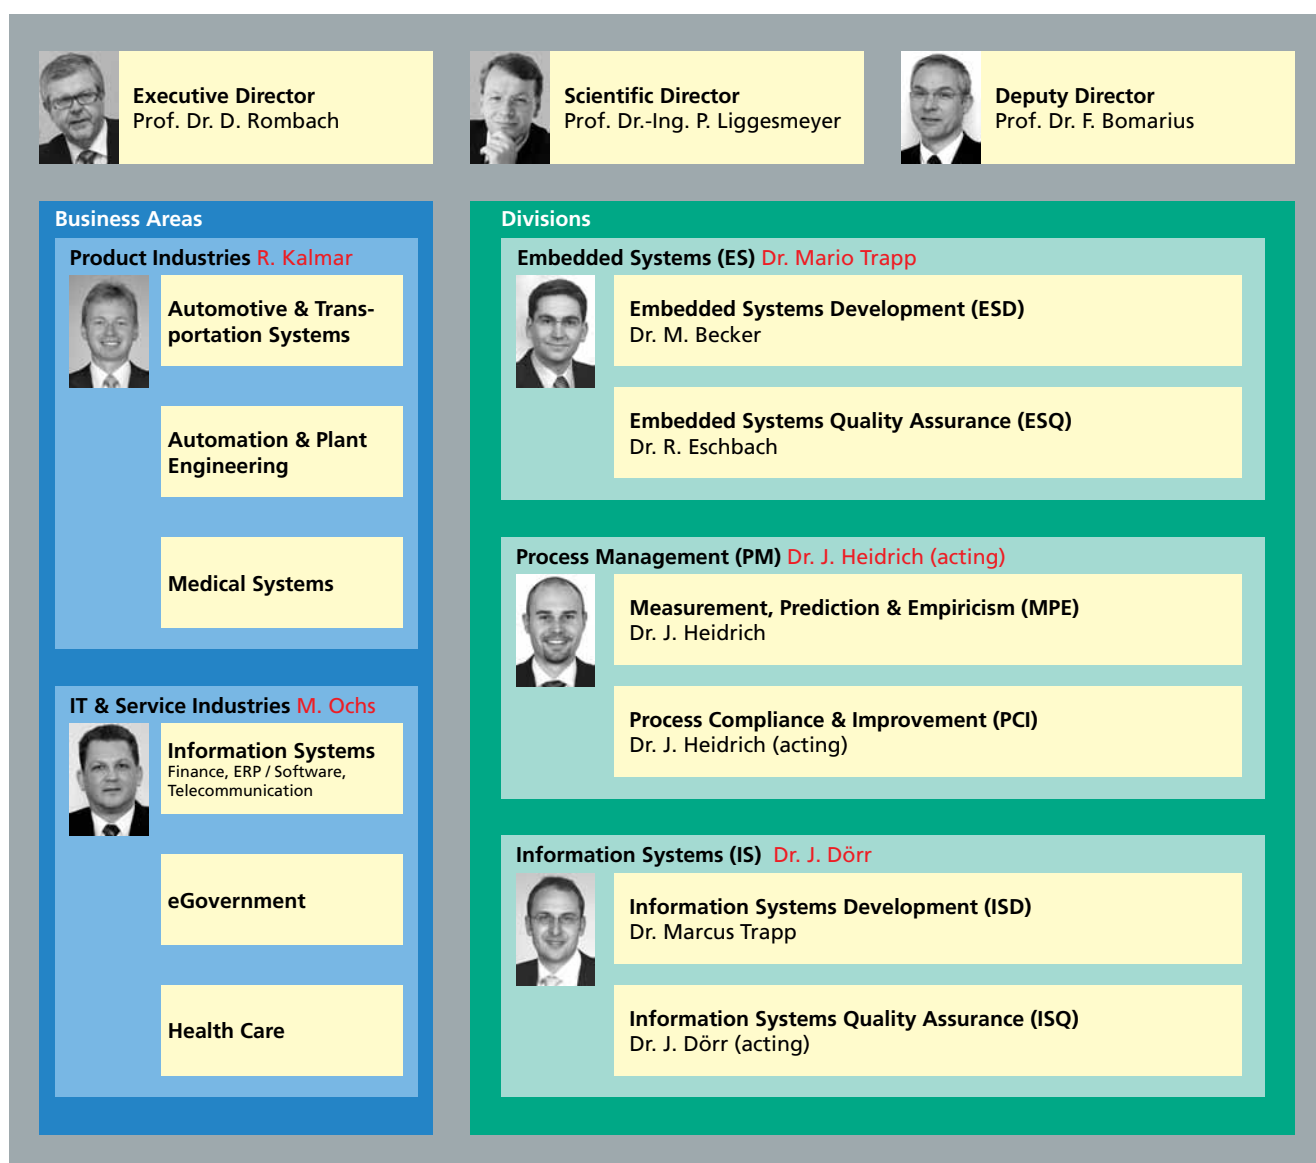 Executive Director
Prof. Dr. D. Rombach
Scientific Director
Prof. Dr.-Ing. P. Liggesmeyer
Deputy Director
Prof. Dr. F. Bomarius
Business Areas
Product Industries R. Kalmar
Automotive & Trans-
portation Systems
Automation & Plant
Engineering
Medical Systems
IT & Service Industries M. Ochs
Information Systems
Finance, ERP / Software,
Telecommunication
eGovernment
Health Care
Divisions
Embedded Systems (ES) Dr. Mario Trapp
Embedded Systems Development (ESD)
Dr. M. Becker
Embedded Systems Quality Assurance (ESQ)
Dr. R. Eschbach
Process Management (PM) Dr. J. Heidrich (acting)
Measurement, Prediction & Empiricism (MPE)
Dr. J. Heidrich
Process Compliance & Improvement (PCI)
Dr. J. Heidrich (acting)
Information Systems (IS) Dr. J. Dörr
Information Systems Development (ISD)
Dr. Marcus Trapp
Information Systems Quality Assurance (ISQ)
Dr. J. Dörr (acting)